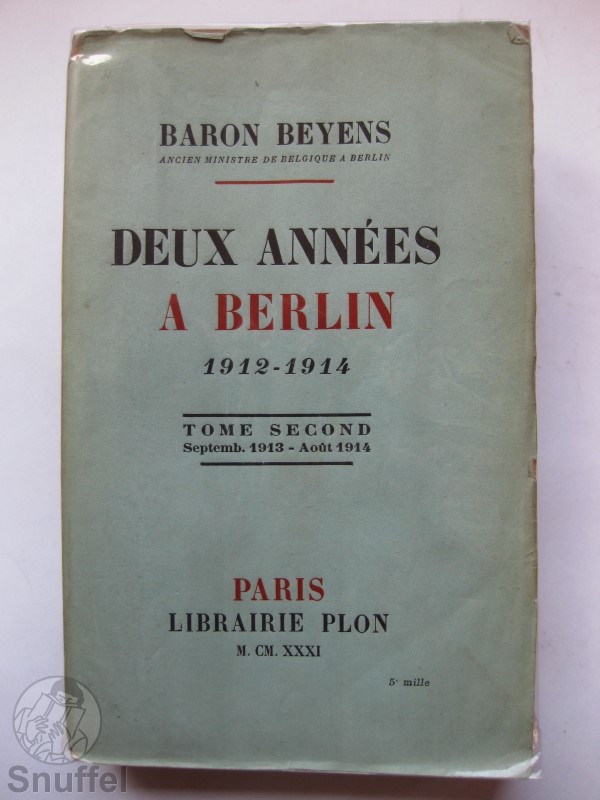 BARON BEYENS
ANCIEN MINISTRE DE BELGIQUE A BERLIN
DEUX ANNÉES
A BERLIN
1912-1914
TOME SECOND
Septemb. 1913 - Août 1914
PARIS
LIBRAIRIE PLON
M. CM. XXXI
5e mille
Snuffel